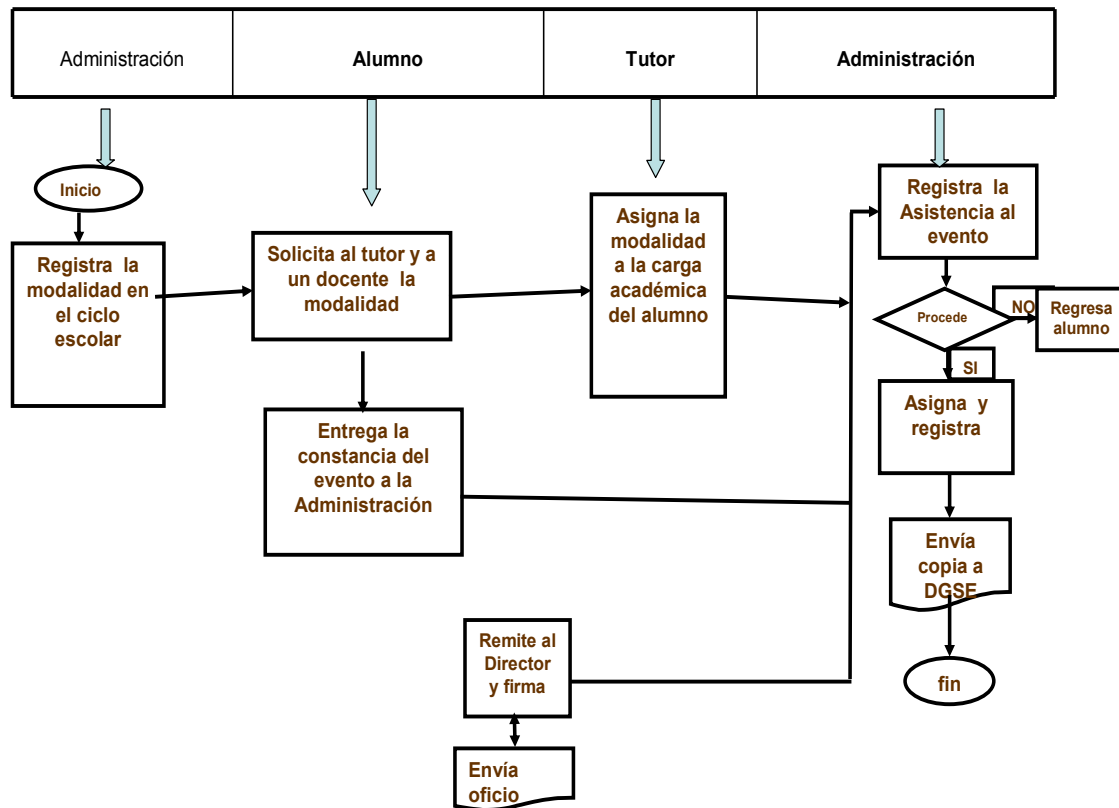 Administración
Alumno
Tutor
Administración
Inicio
Registra la
modalidad en
el ciclo
escolar
Solicita al tutor y a
un docente la
modalidad
Entrega la
constancia del
evento a la
Administración
Asigna la
modalidad
a la carga
académica
del alumno
Registra la
Asistencia al
evento
Procede
NO
Regresa
alumno
SI
Asigna y
registra
Envía
copia a
DGSE
fin
Remite al
Director
y firma
Envía
oficio